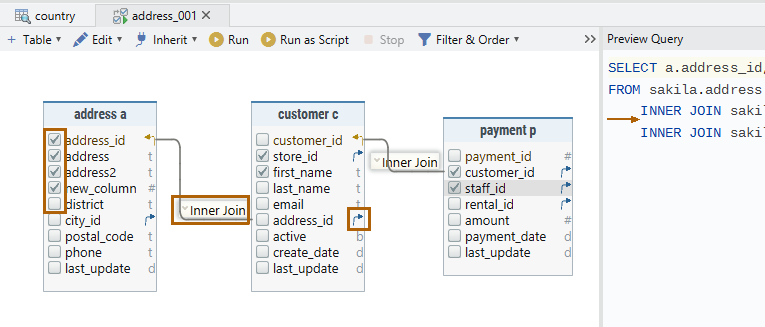 country
address_001
Table
Edit
Inherit
Run
Run as Script
Stop
Filter & Order
Preview Query
SELECT a.address_id,
FROM sakila.address
INNER JOIN sakil
INNER JOIN sakil
address a
address_id
address t
address2 t
new_column #
district t
city_id
postal_code t
phone t
last_update d
Inner Join
customer c
customer_id
store_id
first_name t
last_name t
email t
address_id
active b
create_date d
last_update d
Inner Join
payment p
payment_id #
customer_id
staff_id
rental_id
amount #
payment_date d
last_update d